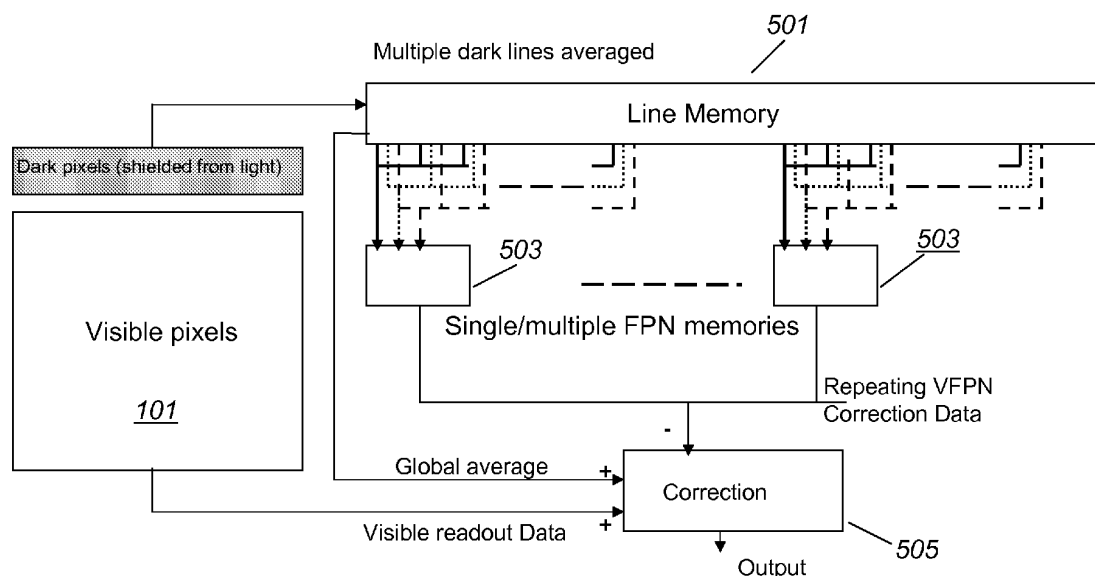 501
Multiple dark lines averaged
Line Memory
Dark pixels (shielded from light)
503
503
Visible pixels
101
Single/multiple FPN memories
Repeating VFPN
Correction Data
-
Global average
+
Correction
Visible readout Data
+
505
Output